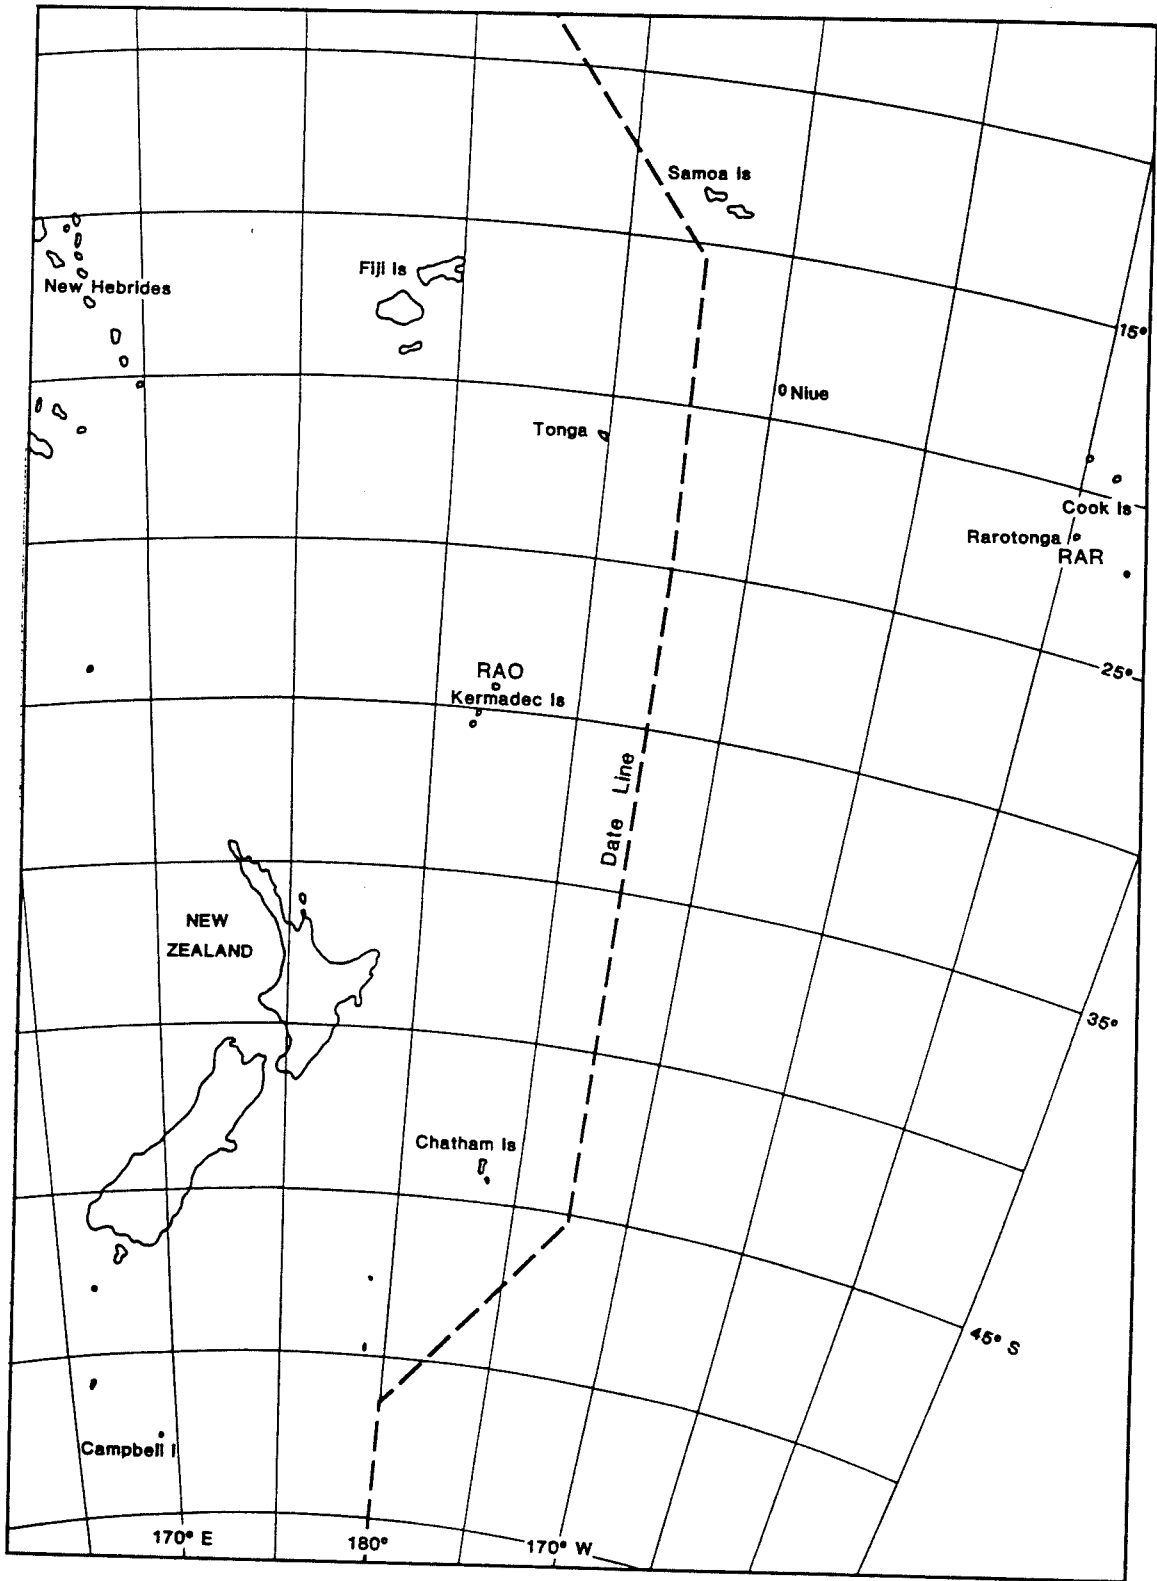 Samoa Is
Fiji Is
New Hebrides
15°
Niue
Tonga
Cook Is
Rarotonga
RAR
25°
RAO
Kermadec Is
Date Line
NEW
ZEALAND
35°
Chatham Is
45° S
Campbell I
170° E
180°
170° W